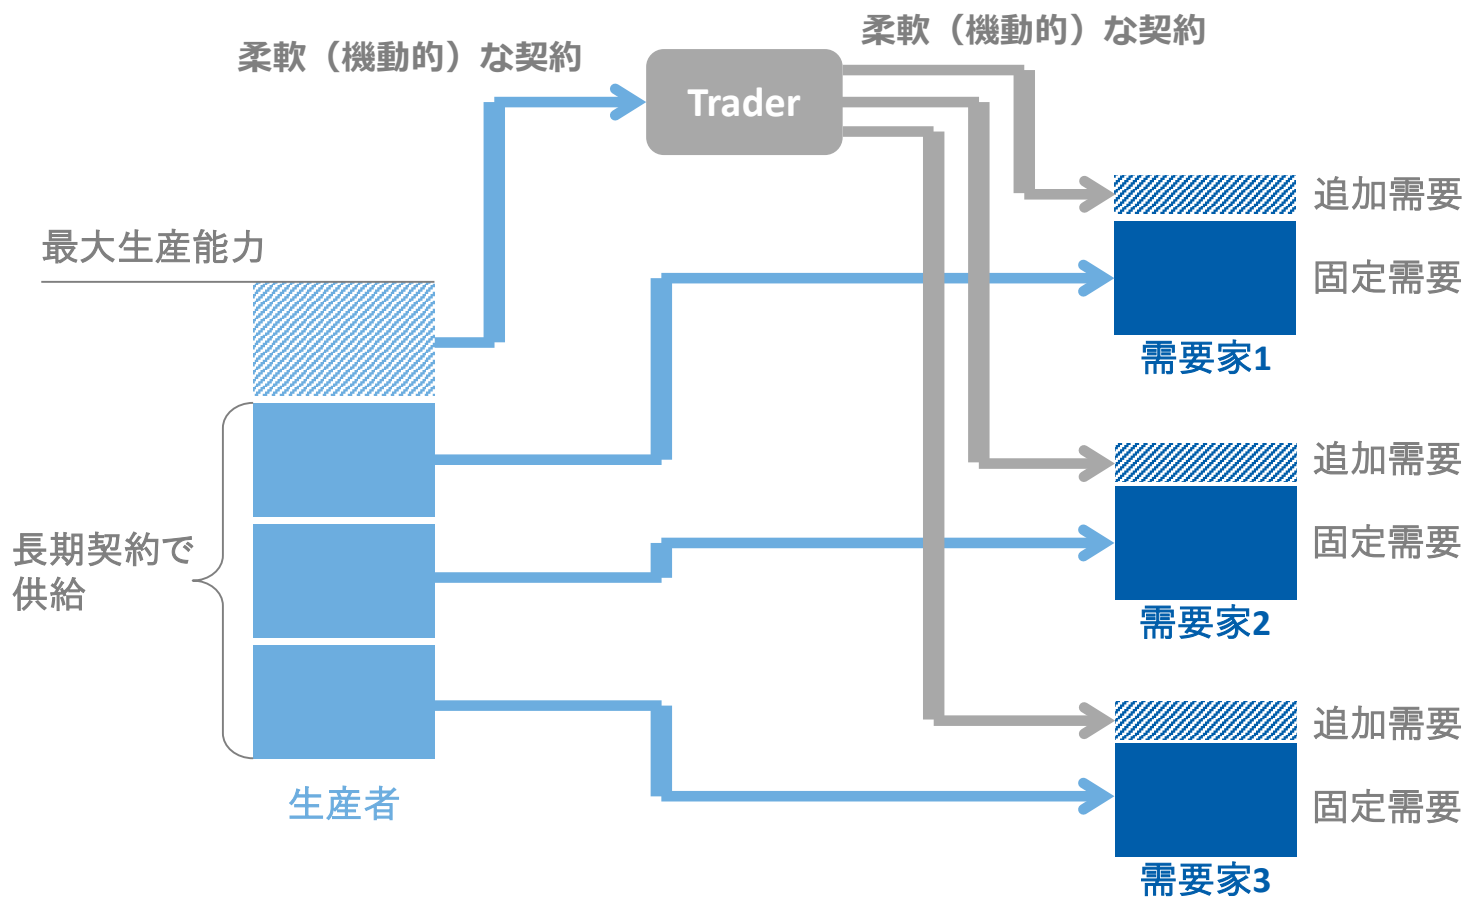 柔軟（機動的）な契約
柔軟（機動的）な契約
Trader
追加需要
最大生産能力
固定需要
需要家1
追加需要
長期契約で
供給
固定需要
需要家2
追加需要
生産者
固定需要
需要家3